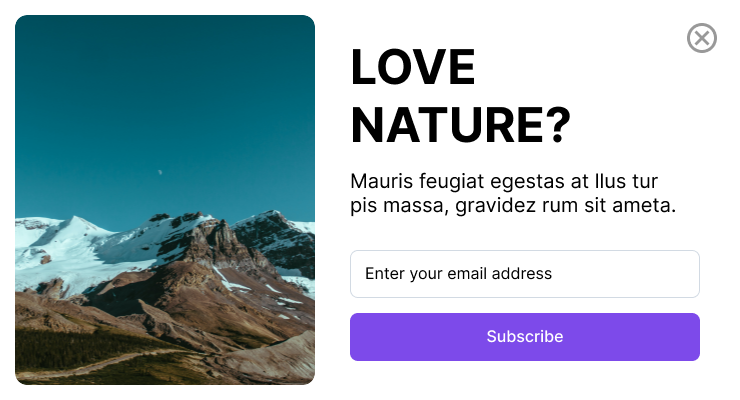 LOVE
NATURE?
Mauris feugiat egestas at llus tur
pis massa, gravidez rum sit ameta.
Enter your email address
Subscribe